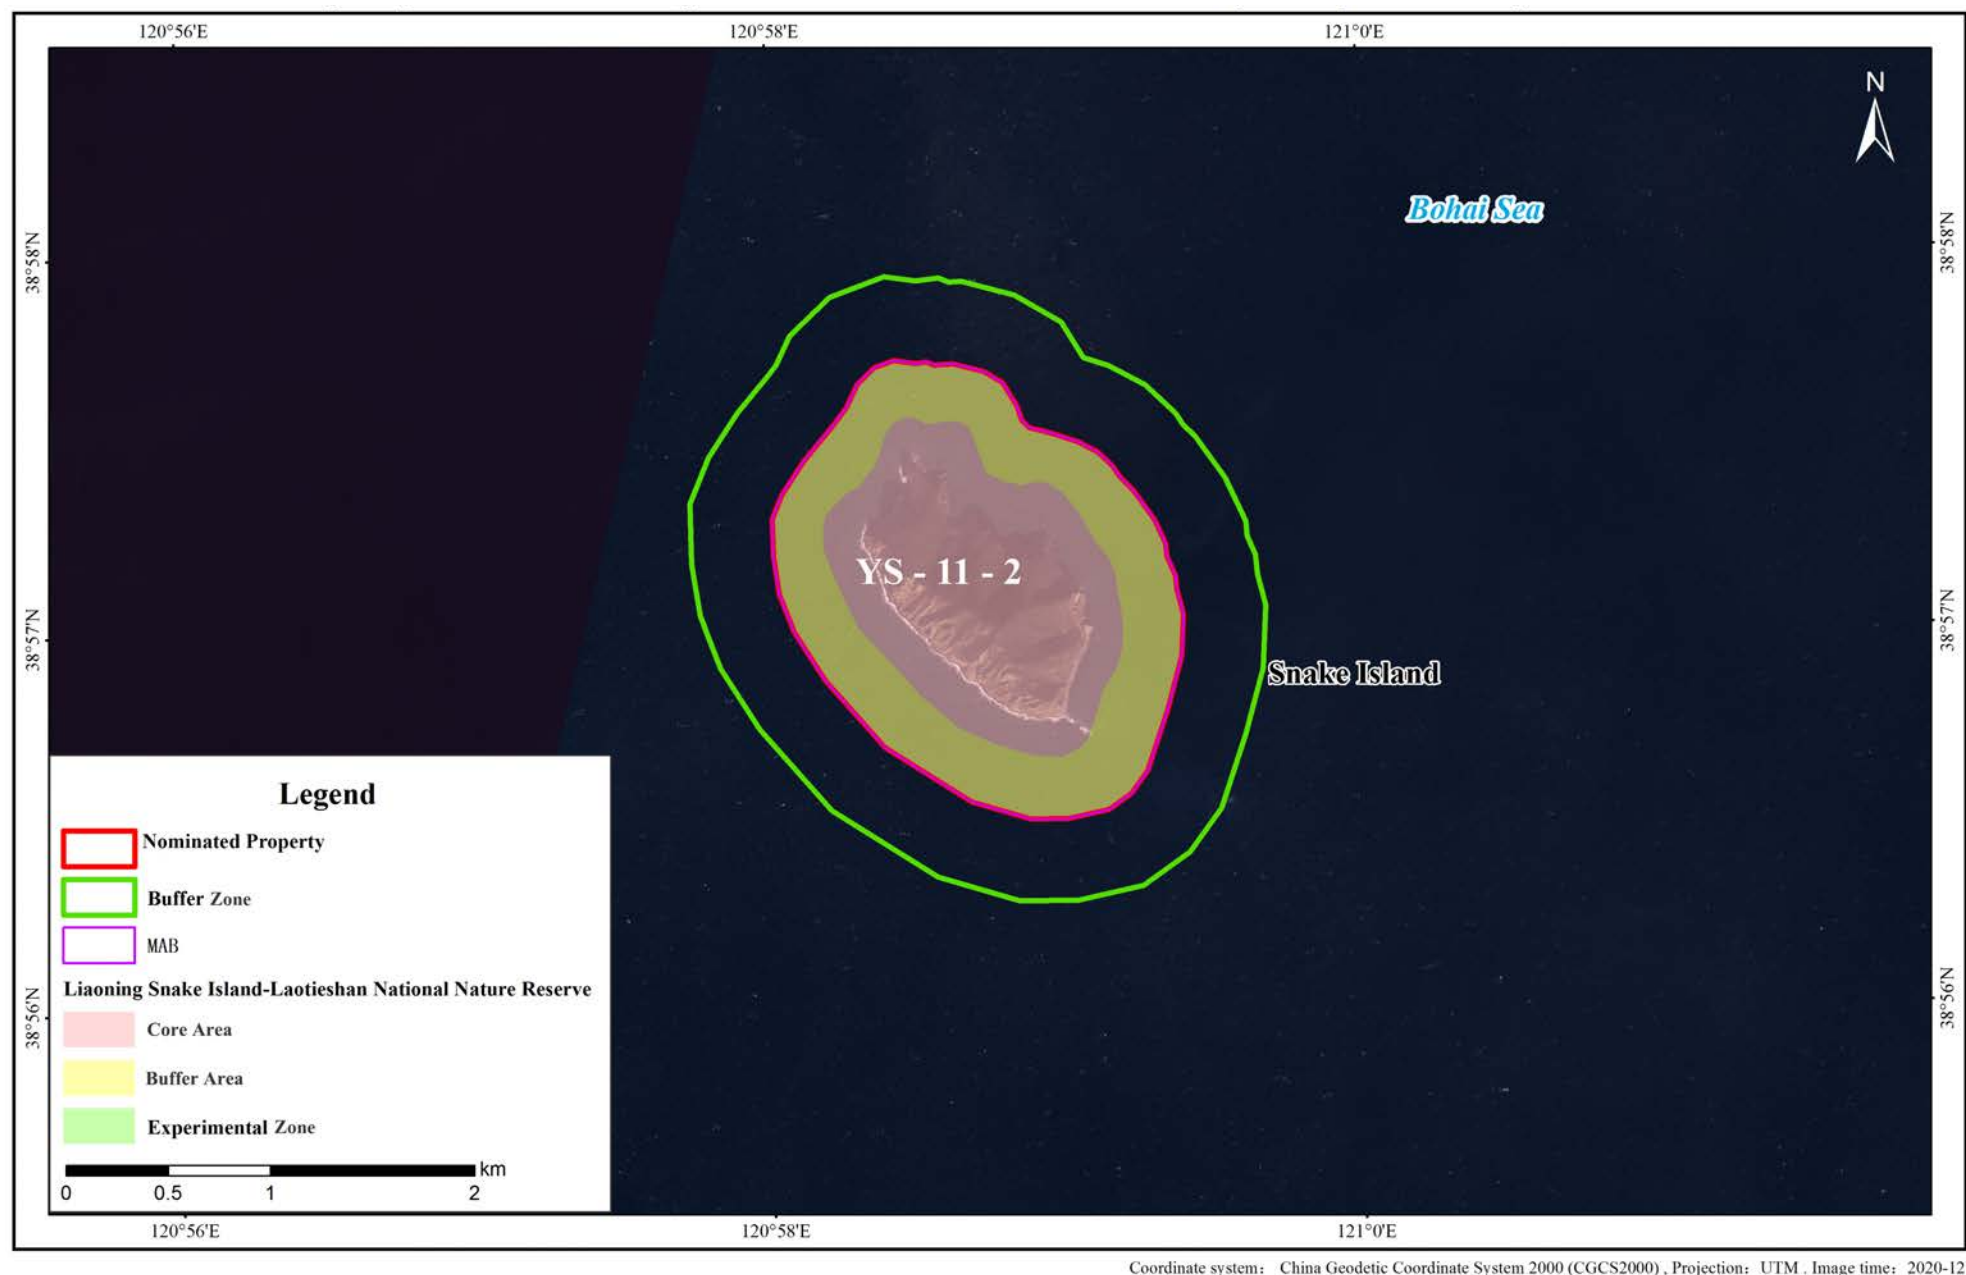 120°56'E 120°58'E 121°0'E
N
Bohai Sea
38°58'N 38°58'N
YS - 11 - 2
38°57'N 38°57'N
Snake Island
Legend
Nominated Property
Buffer Zone
MAB
Liaoning Snake Island-Laotieshan National Nature Reserve
Core Area
Buffer Area
Experimental Zone
38°56'N 38°56'N
km
0 0.5 1 2
120°56'E 120°58'E 121°0'E
Coordinate system: China Geodetic Coordinate System 2000 (CGCS2000) , Projection: UTM . Image time: 2020-12